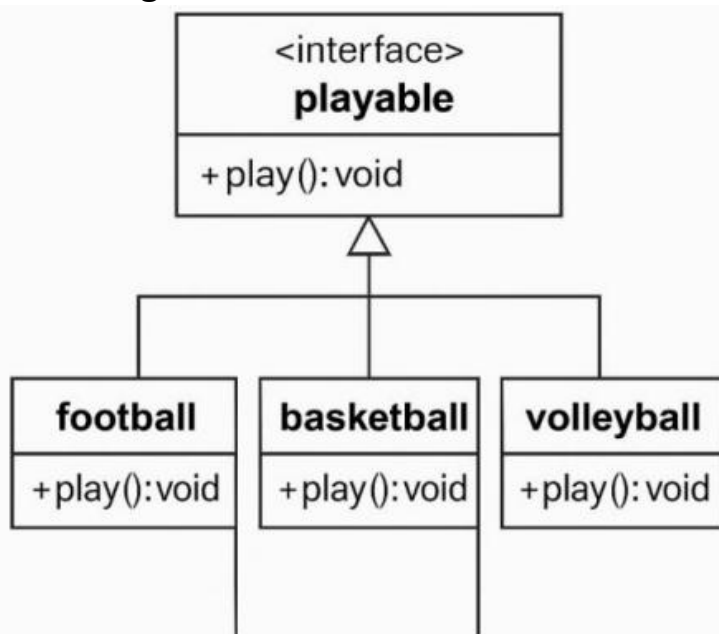 <interface>
playable
+play():void
football
+play():void
basketball
+play():void
volleyball
+play():void